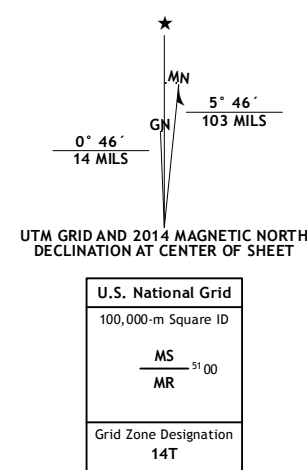 ★
MN
GN
5° 46´
103 MILS
0° 46´
14 MILS
UTM GRID AND 2014 MAGNETIC NORTH
DECLINATION AT CENTER OF SHEET
U.S. National Grid
100,000-m Square ID
MS
51 00
MR
Grid Zone Designation
14T